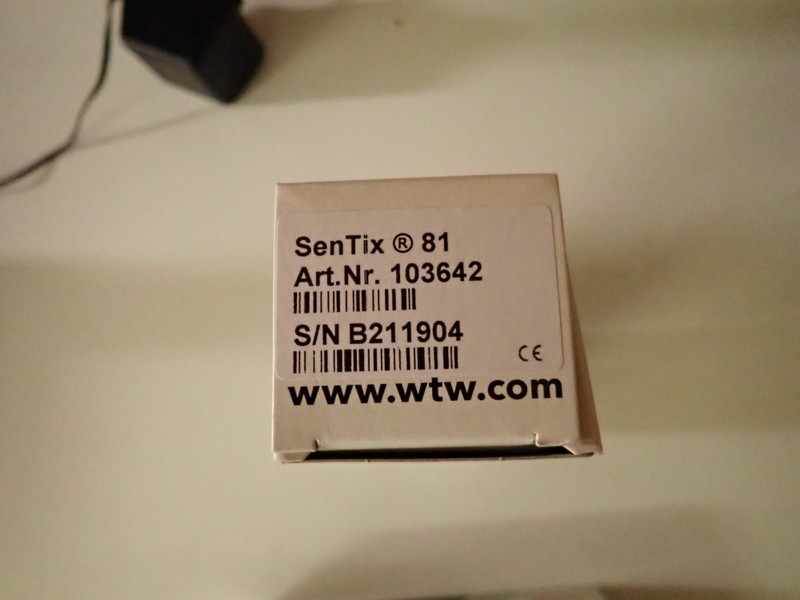 SenTix ® 81
Art.Nr. 103642
S/N B211904
CE
www.wtw.com